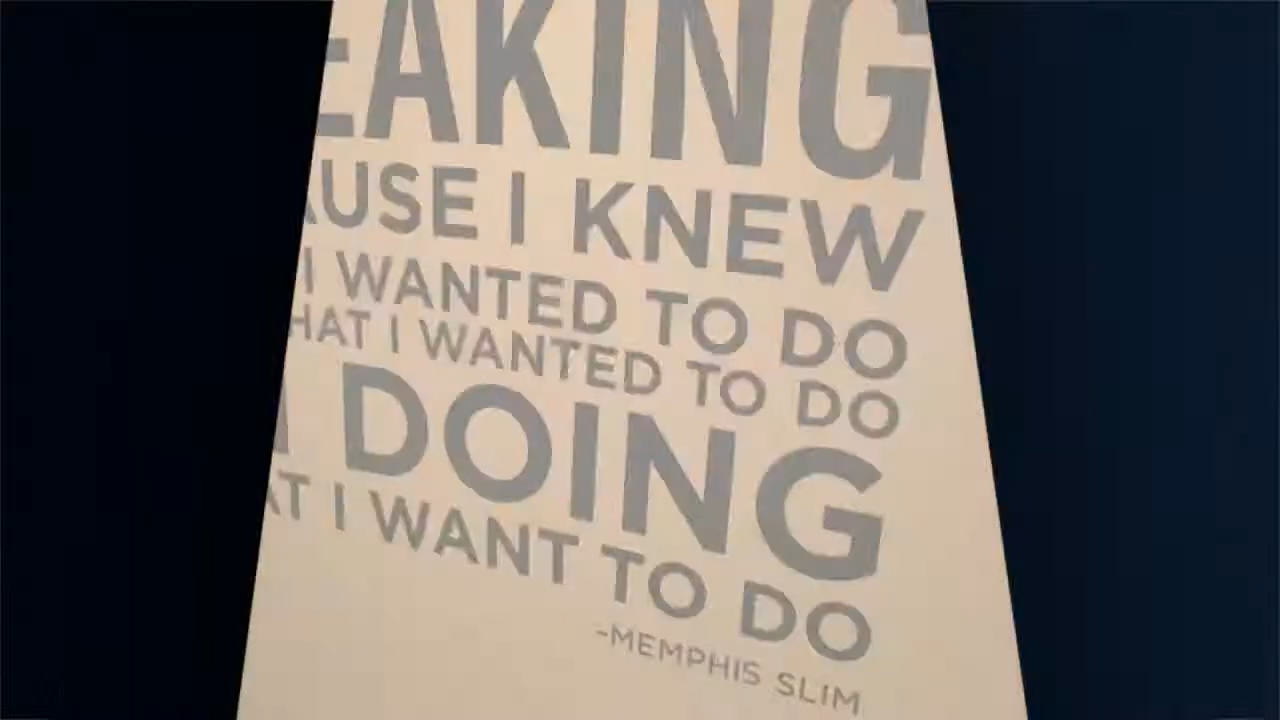 EAKING
AUSE I KNEW
I WANTED TO DO
HAT I WANTED TO DO
DOING
AT I WANT TO DO
-MEMPHIS SLIM